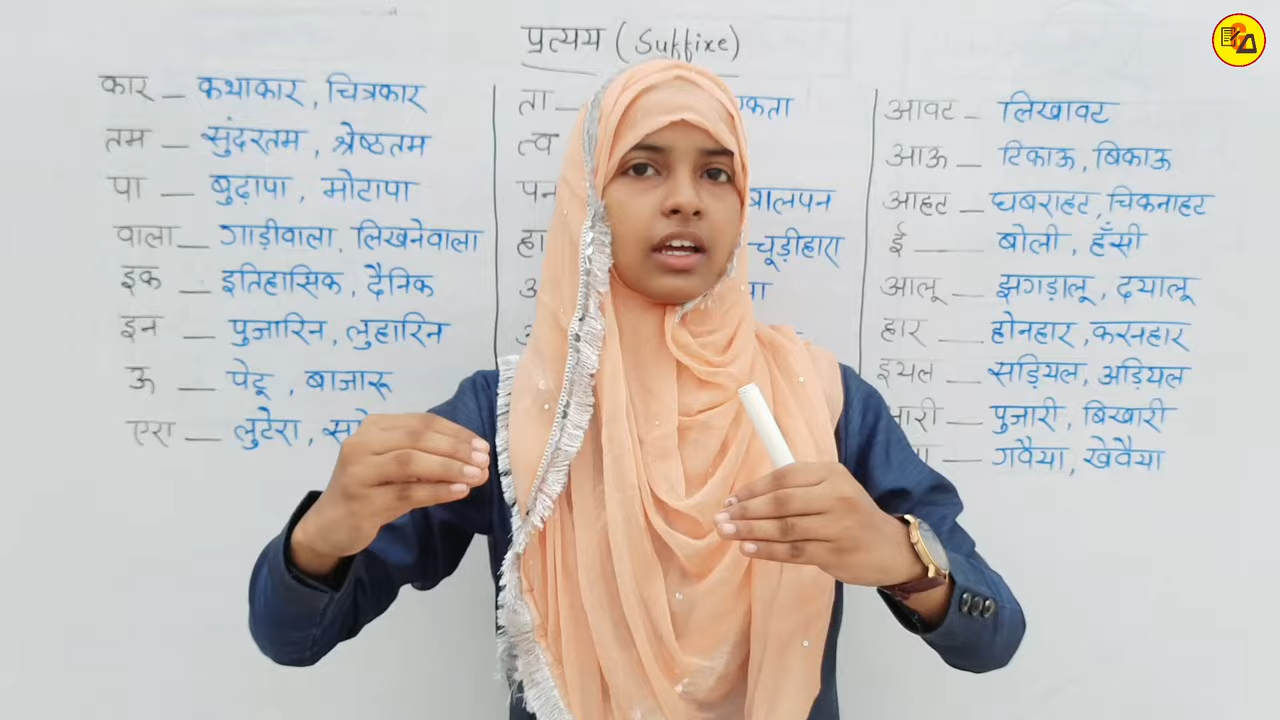 प्रत्यय (Suffixe)
कार – कथाकार, चित्रकार
तम – सुंदरतम, श्रेष्ठतम
पा – बुढ़ापा, मोटापा
वाला – गाड़ीवाला, लिखनेवाला
इक – इतिहासिक, दैनिक
इन – पुजारिन, लुहारिन
ऊ – पेटू, बाजारू
एरा – लुटेरा,
ता –
त्व
पन
आवट – लिखावट
आऊ – टिकाऊ, बिकाऊ
आहट – घबराहट, चिकनाहट
ई – बोली, हँसी
आलू – झगड़ालू, दयालू
हार – होनहार, करनहार
इयल – सड़ियल, अड़ियल
– पुजारी, भिखारी
– गवैया, खेवैया